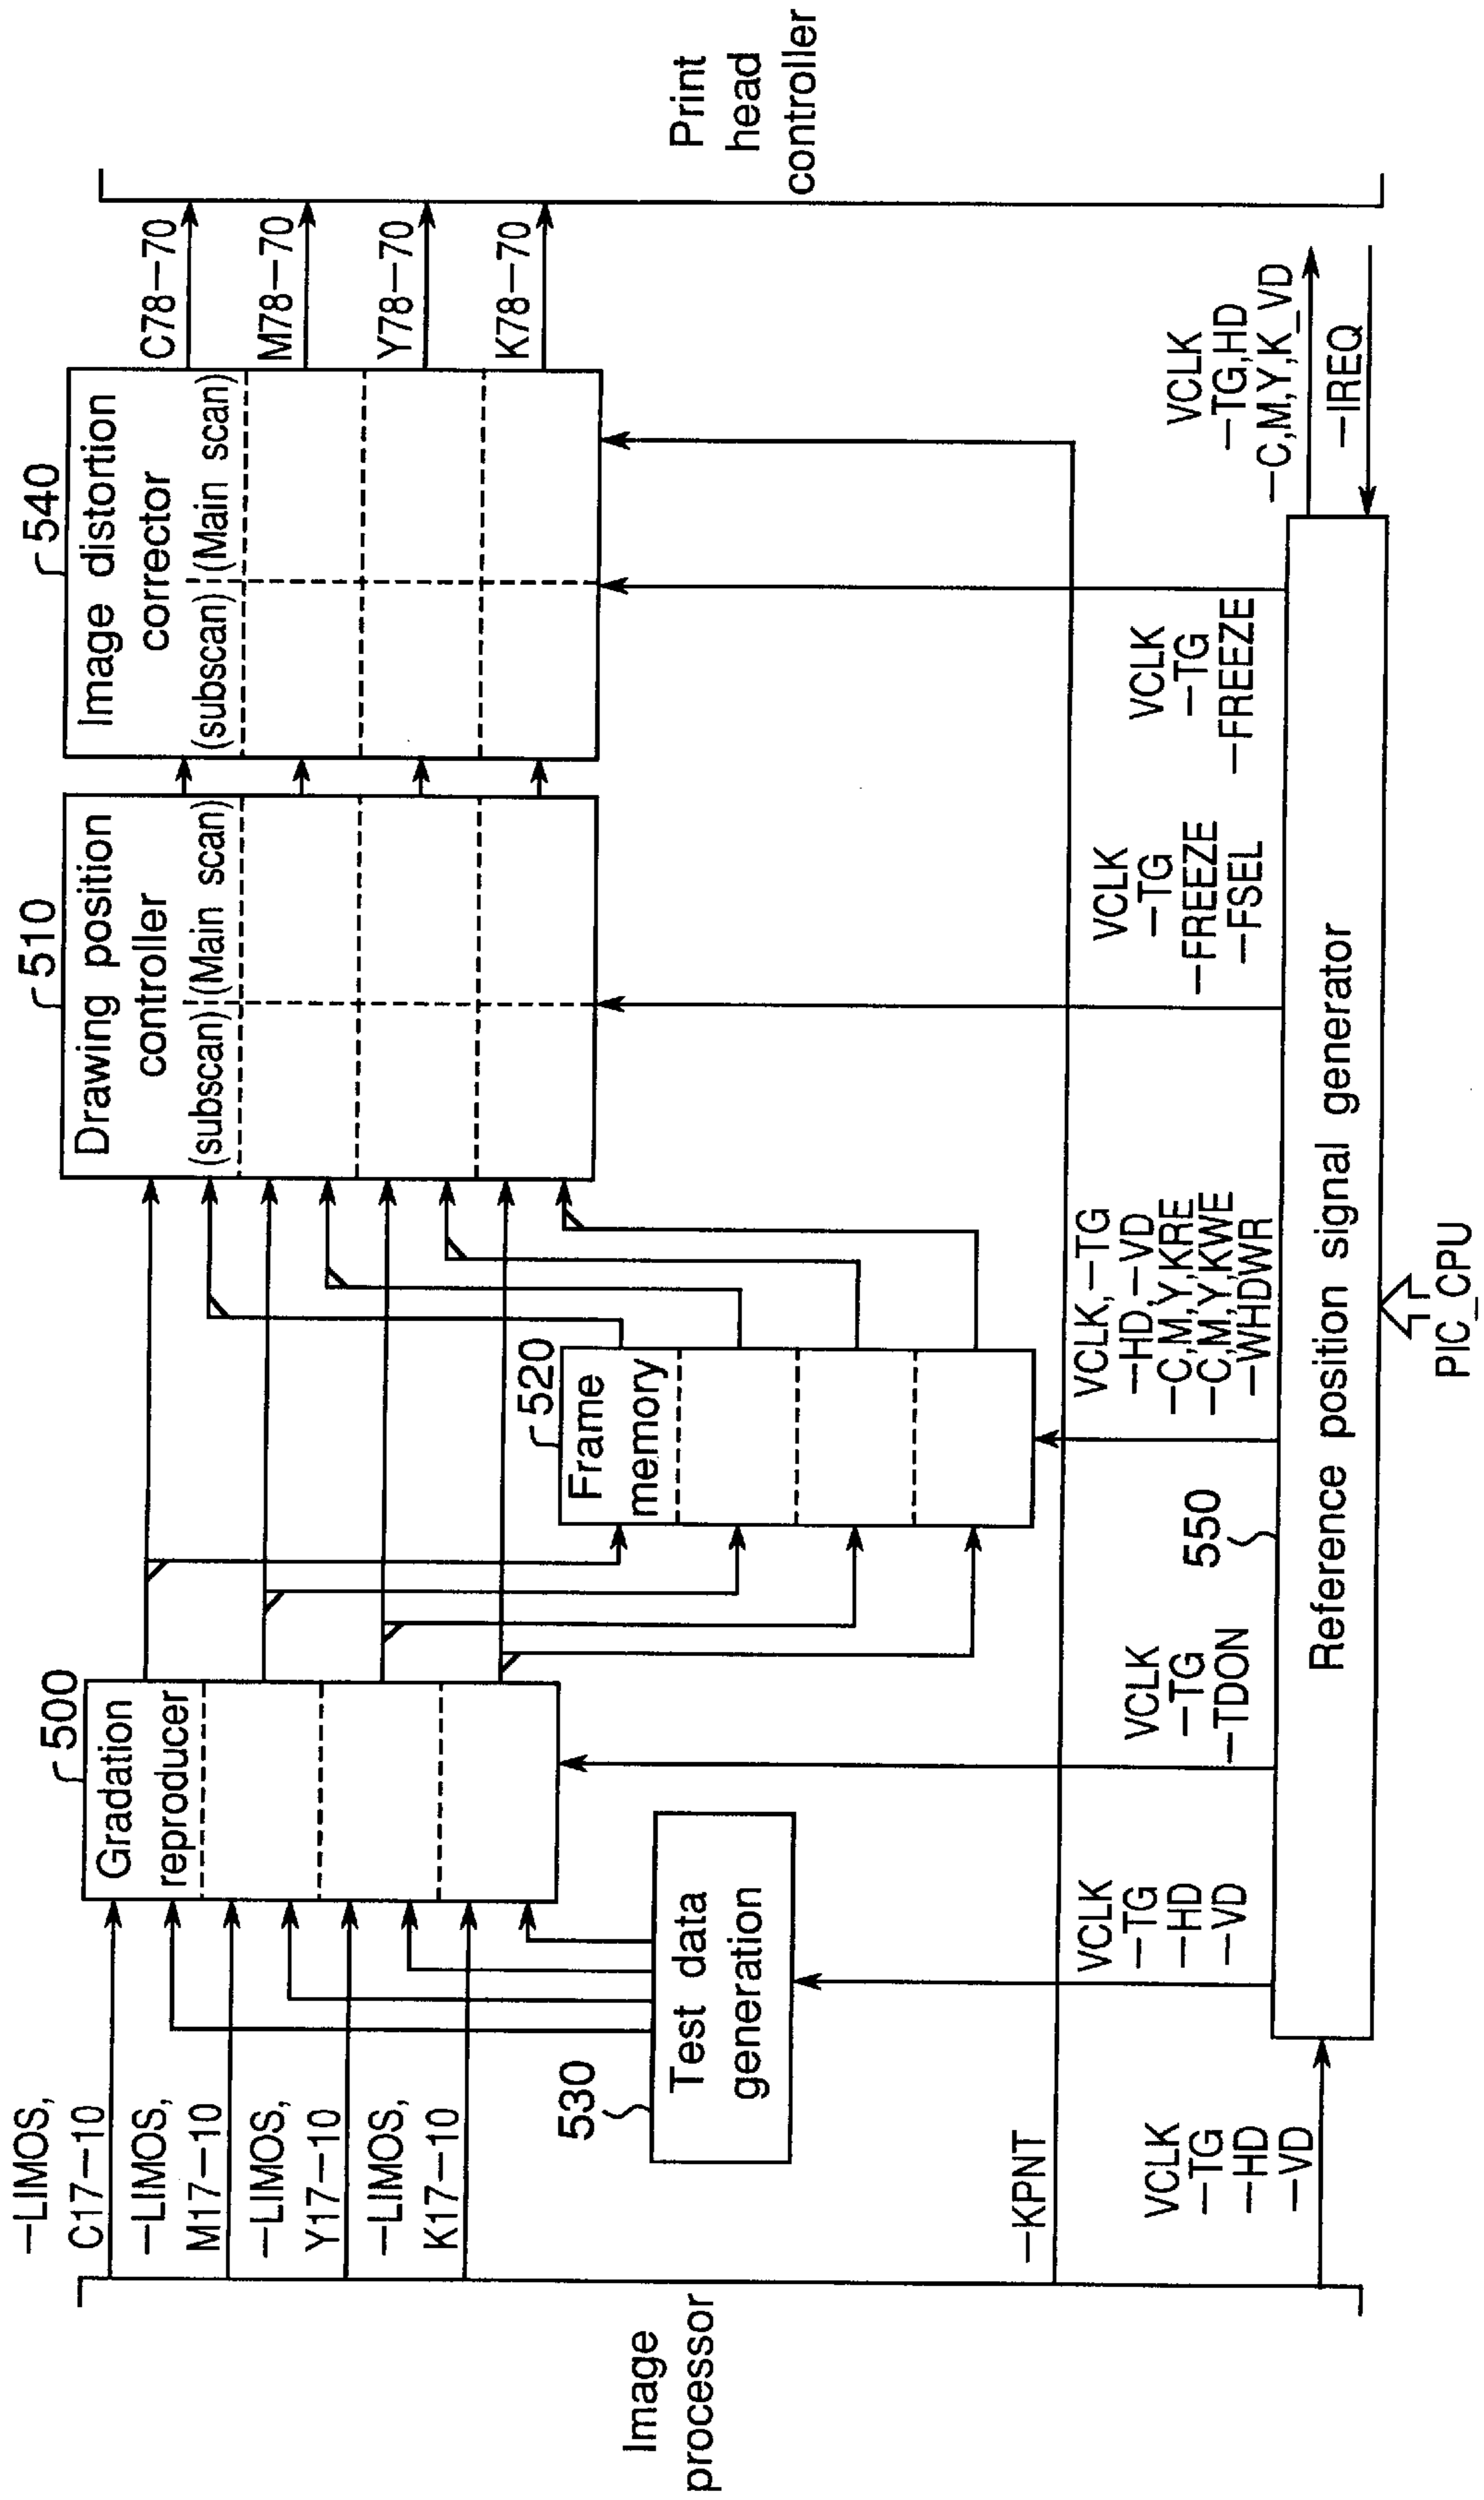 Image
processor
−LIMOS,
C17−10
−LIMOS,
M17−10
−LIMOS,
Y17−10
−LIMOS,
K17−10
−KPNT
VCLK
−TG
−HD
−VD
530
Test data
generation
500
Gradation
reproducer
520
Frame
memory
510
Drawing position
controller
(subscan) (Main scan)
540
Image distortion
corrector
(subscan) (Main scan)
C78−70
M78−70
Y78−70
K78−70
Print
head
controller
VCLK
−TG
−HD
−VD
VCLK
−TG
−TDON
550
VCLK,−TG
−HD,−VD
−C,M,Y,KRE
−C,M,Y,KWE
−WHDWR
VCLK
−TG
−FREEZE
−FSEL
VCLK
−TG
−FREEZE
VCLK
−TG,HD
−C,M,Y,K_VD
−IREQ
Reference position signal generator
PIC_CPU